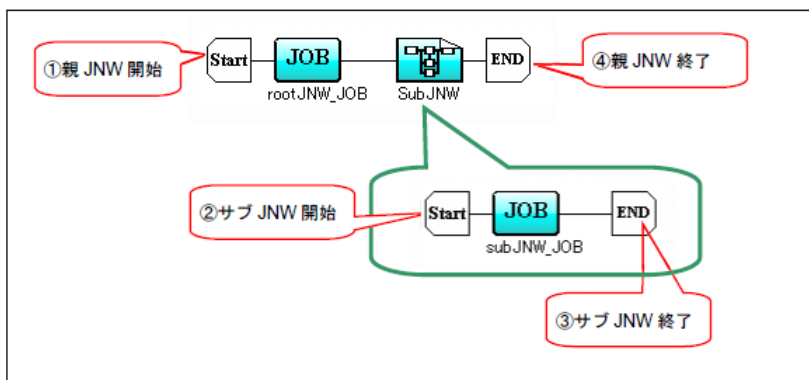 ①親 JNW 開始
Start
JOB
END
④親 JNW 終了
rootJNW_JOB
SubJNW
②サブ JNW 開始
Start
JOB
END
subJNW_JOB
③サブ JNW 終了